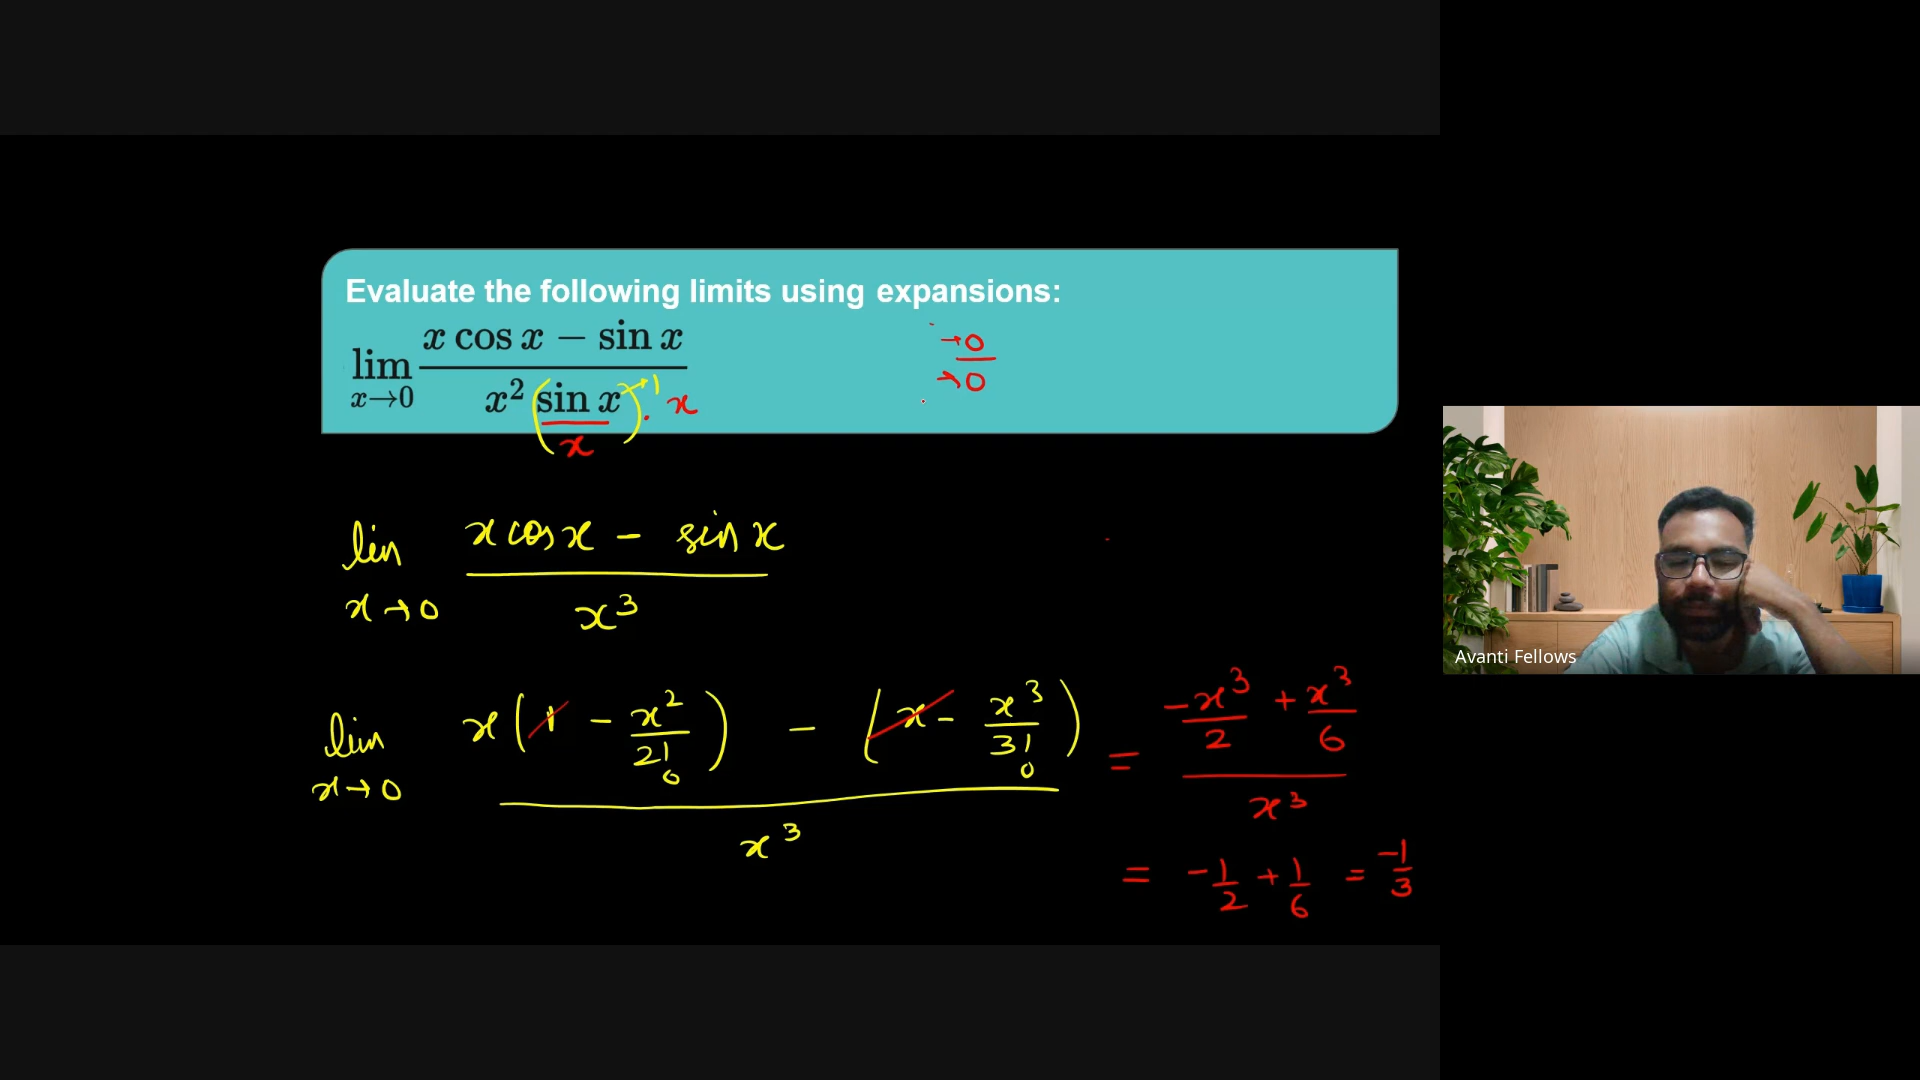 Evaluate the following limits using expansions:
lim x→0 (x cos x − sin x) / (x² (sin x / x) · x) → 1
→0 / →0
lim x→0 (x cos x − sin x) / x³
lim x→0 (x(1 − x²/2!) − (x − x³/3!)) / x³ = (−x³/2 + x³/6) / x³
= −1/2 + 1/6 = −1/3
Avanti Fellows